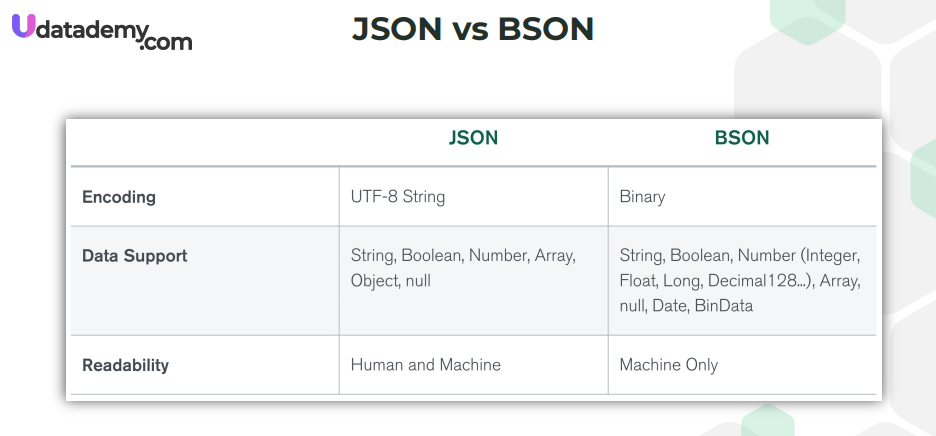 Udatademy.com
JSON vs BSON
JSON BSON
Encoding UTF-8 String Binary
Data Support String, Boolean, Number, Array, String, Boolean, Number (Integer,
Object, null Float, Long, Decimal128...), Array,
null, Date, BinData
Readability Human and Machine Machine Only